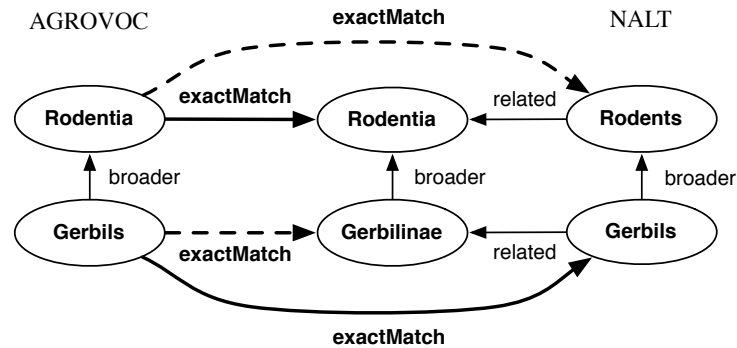 exactMatch
AGROVOC NALT
exactMatch
related
Rodentia Rodentia Rodents
broader broader broader
Gerbils Gerbilinae Gerbils
exactMatch related
exactMatch